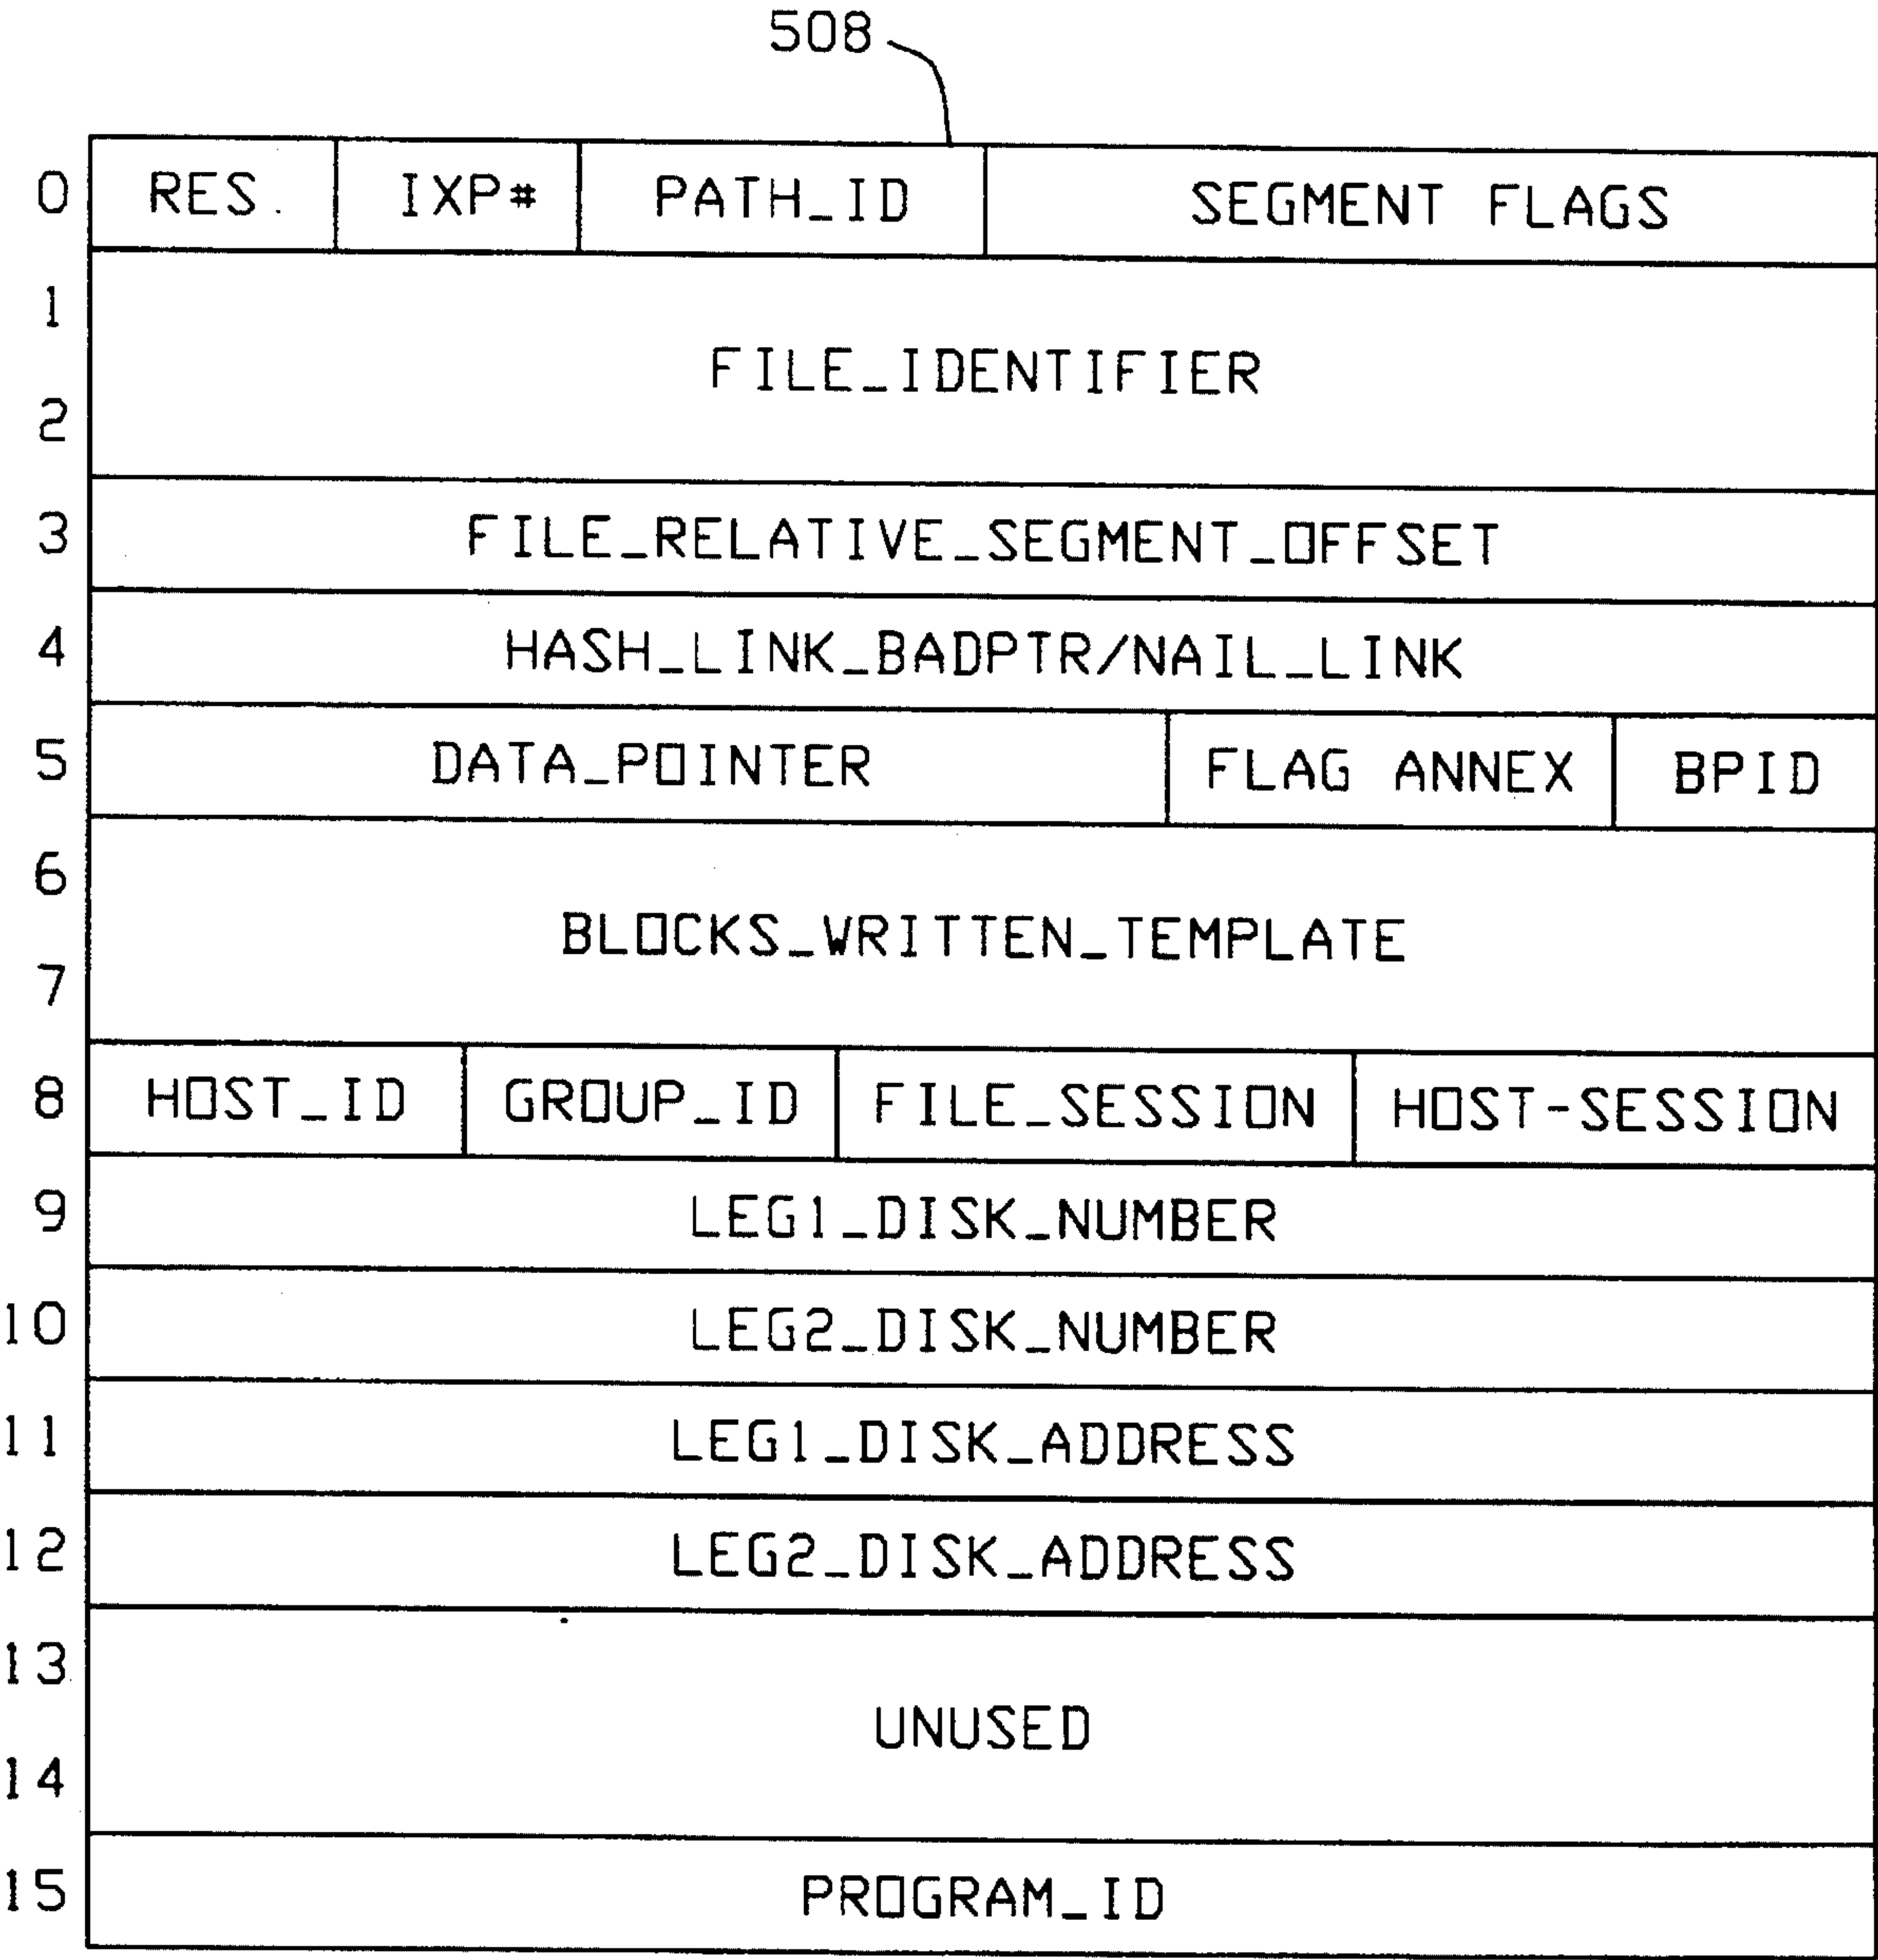 508
0 RES. IXP# PATH_ID SEGMENT FLAGS
1
FILE_IDENTIFIER
2
3 FILE_RELATIVE_SEGMENT_OFFSET
4 HASH_LINK_BADPTR/NAIL_LINK
5 DATA_POINTER FLAG ANNEX BPID
6
BLOCKS_WRITTEN_TEMPLATE
7
8 HOST_ID GROUP_ID FILE_SESSION HOST-SESSION
9 LEG1_DISK_NUMBER
10 LEG2_DISK_NUMBER
11 LEG1_DISK_ADDRESS
12 LEG2_DISK_ADDRESS
13
UNUSED
14
15 PROGRAM_ID